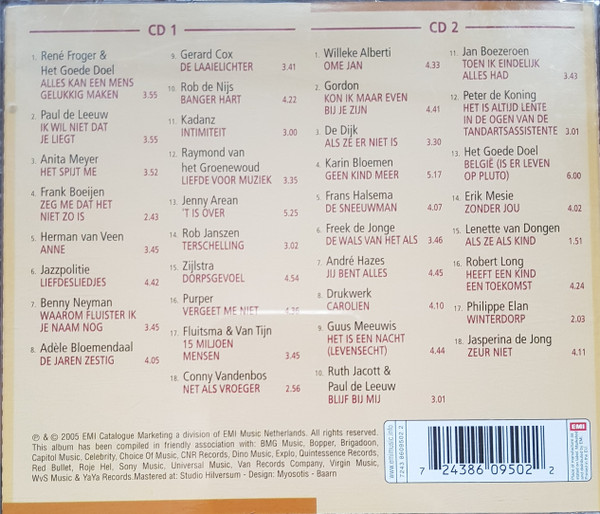 CD 1
1. René Froger &
Het Goede Doel
ALLES KAN EEN MENS
GELUKKIG MAKEN 3.55
2. Paul de Leeuw
IK WIL NIET DAT
JE LIEGT 3.55
3. Anita Meyer
HET SPIJT ME 3.52
4. Frank Boeijen
ZEG ME DAT HET
NIET ZO IS 2.43
5. Herman van Veen
ANNE 3.45
6. Jazzpolitie
LIEFDESLIEDJES 4.42
7. Benny Neyman
WAAROM FLUISTER IK
JE NAAM NOG 3.45
8. Adèle Bloemendaal
DE JAREN ZESTIG 4.05
9. Gerard Cox
DE LAAIELICHTER 3.41
10. Rob de Nijs
BANGER HART 4.22
11. Kadanz
INTIMITEIT 3.00
12. Raymond van
het Groenewoud
LIEFDE VOOR MUZIEK 3.35
13. Jenny Arean
'T IS OVER 5.25
14. Rob Janszen
TERSCHELLING 3.02
15. Zijlstra
DORPSGEVOEL 4.54
16. Purper
VERGEET ME NIET
17. Fluitsma & Van Tijn
15 MILJOEN
MENSEN 3.45
18. Conny Vandenbos
NET ALS VROEGER 2.56
CD 2
1. Willeke Alberti
OME JAN 4.33
2. Gordon
KON IK MAAR EVEN
BIJ JE ZIJN 4.41
3. De Dijk
ALS ZE ER NIET IS 3.30
4. Karin Bloemen
GEEN KIND MEER 5.17
5. Frans Halsema
DE SNEEUWMAN 4.07
6. Freek de Jonge
DE WALS VAN HET ALS 3.46
7. André Hazes
JIJ BENT ALLES 4.45
8. Drukwerk
CAROLIEN 4.10
9. Guus Meeuwis
HET IS EEN NACHT
(LEVENSECHT) 4.44
10. Ruth Jacott &
Paul de Leeuw
BLIJF BIJ MIJ 3.01
11. Jan Boezeroen
TOEN IK EINDELIJK
ALLES HAD 3.43
12. Peter de Koning
HET IS ALTIJD LENTE
IN DE OGEN VAN DE
TANDARTSASSISTENTE 3.01
13. Het Goede Doel
BELGIË (IS ER LEVEN
OP PLUTO) 6.00
14. Erik Mesie
ZONDER JOU 4.02
15. Lenette van Dongen
ALS ZE ALS KIND 1.51
16. Robert Long
HEEFT EEN KIND
EEN TOEKOMST 4.24
17. Philippe Elan
WINTERDORP 2.03
18. Jasperina de Jong
ZEUR NIET 4.11
℗ & © 2005 EMI Catalogue Marketing a division of EMI Music Netherlands. All rights reserved.
This album has been compiled in friendly association with: BMG Music, Bopper, Brigadoon,
Capitol Music. Celebrity, Choice Of Music, CNR Records, Dino Music, Explo, Quintessence Records,
Red Bullet, Roje Hel, Sony Music, Universal Music, Van Records Company, Virgin Music,
WvS Music & YaYa Records.Mastered at: Studio Hilversum - Design: Myosotis - Baarn
www.emimusic.info
7243 8609502 2
7 24386 09502 2
EMI